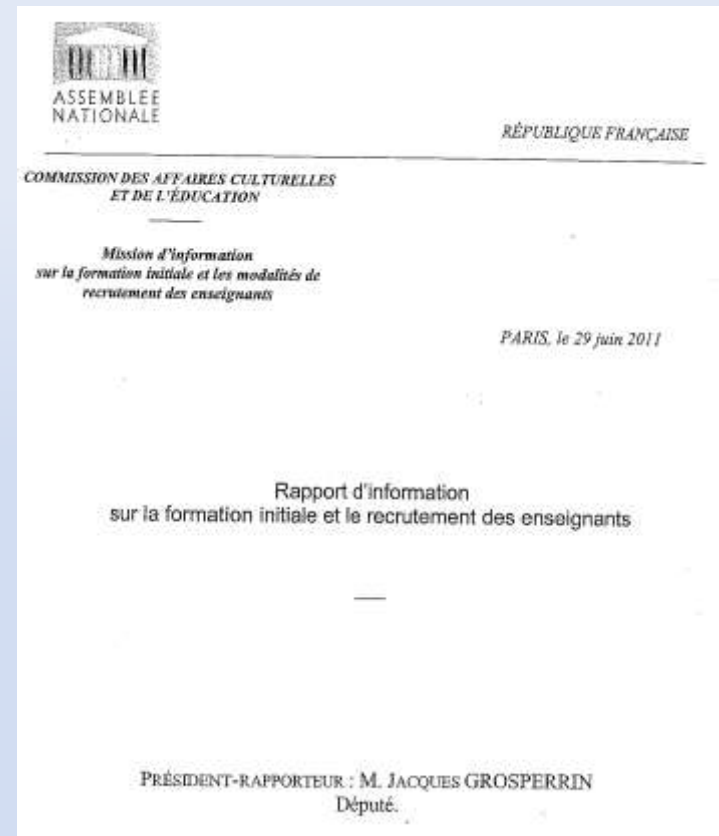 ASSEMBLÉE
NATIONALE
RÉPUBLIQUE FRANÇAISE
COMMISSION DES AFFAIRES CULTURELLES
ET DE L'ÉDUCATION
Mission d'information
sur la formation initiale et les modalités de
recrutement des enseignants
PARIS, le 29 juin 2011
Rapport d'information
sur la formation initiale et le recrutement des enseignants
PRÉSIDENT-RAPPORTEUR : M. JACQUES GROSPERRIN
Député.